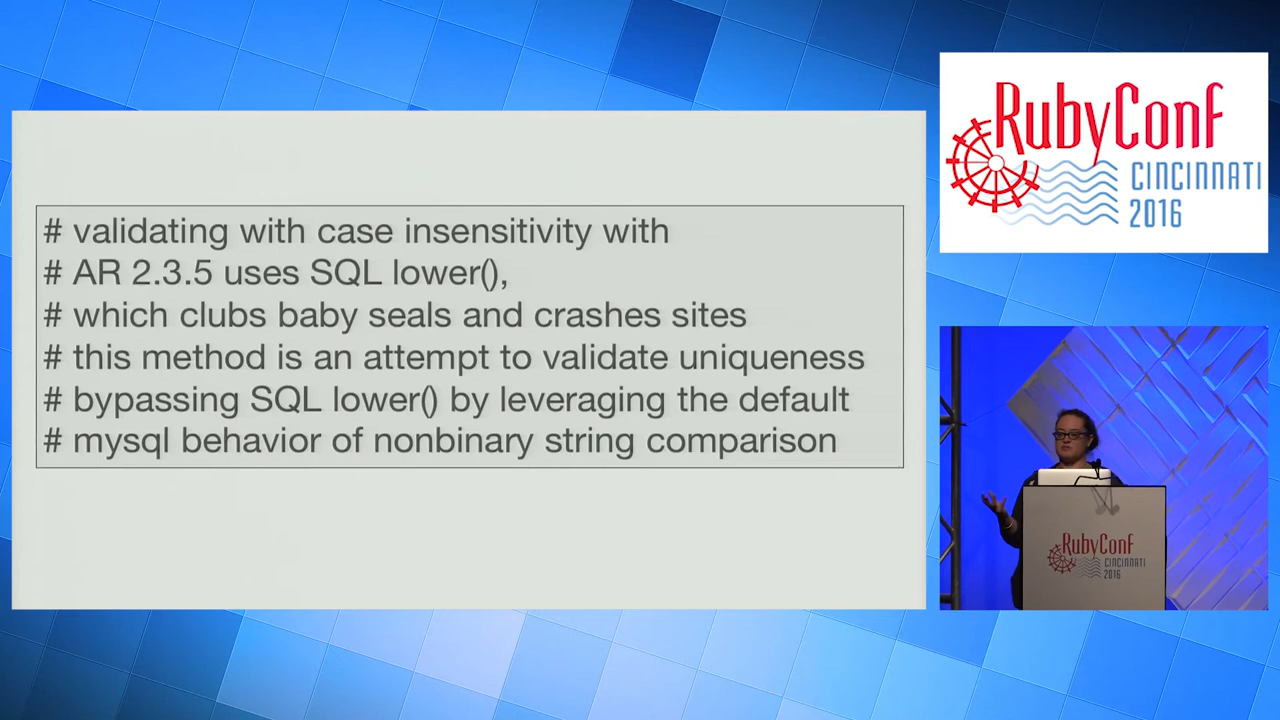 # validating with case insensitivity with
# AR 2.3.5 uses SQL lower(),
# which clubs baby seals and crashes sites
# this method is an attempt to validate uniqueness
# bypassing SQL lower() by leveraging the default
# mysql behavior of nonbinary string comparison
RubyConf
CINCINNATI
2016
RubyConf
CINCINNATI
2016